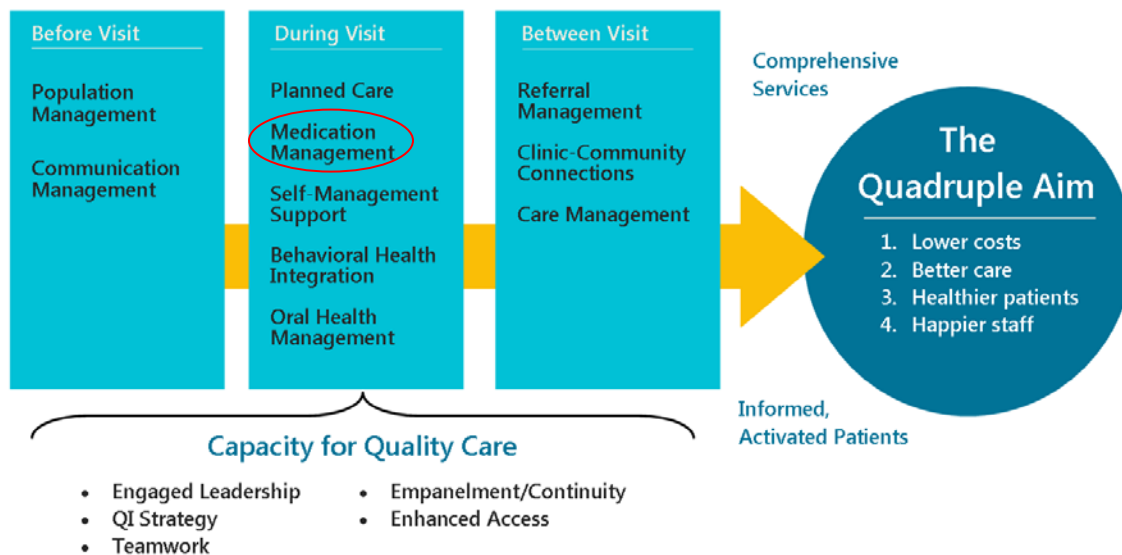 Before Visit
Population
Management
Communication
Management
During Visit
Planned Care
Medication
Management
Self-Management
Support
Behavioral Health
Integration
Oral Health
Management
Between Visit
Referral
Management
Clinic-Community
Connections
Care Management
Comprehensive
Services
The
Quadruple Aim
1. Lower costs
2. Better care
3. Healthier patients
4. Happier staff
Informed,
Activated Patients
Capacity for Quality Care
• Engaged Leadership
• QI Strategy
• Teamwork
• Empanelment/Continuity
• Enhanced Access